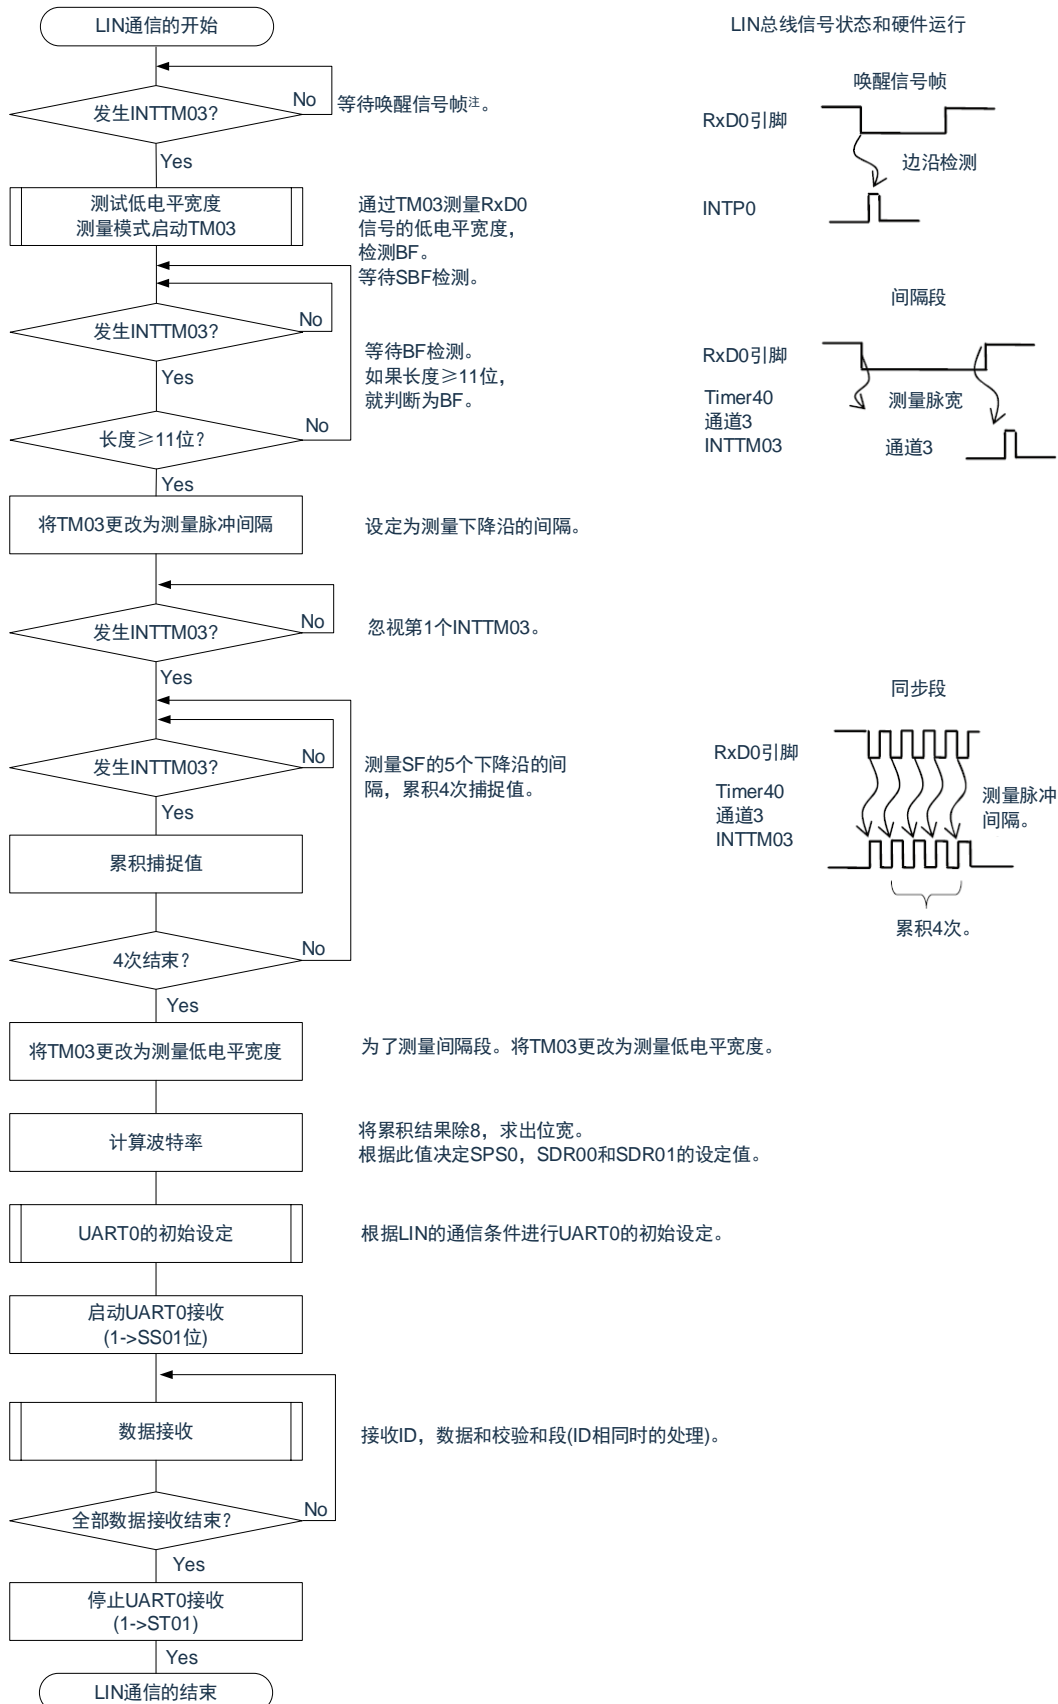 LIN通信的开始
LIN总线信号状态和硬件运行
发生INTTM03?
No
等待唤醒信号帧注。
Yes
唤醒信号帧
RxD0引脚
边沿检测
INTP0
测试低电平宽度
测量模式启动TM03
通过TM03测量RxD0
信号的低电平宽度,
检测BF。
等待SBF检测。
发生INTTM03?
No
Yes
等待BF检测。
如果长度≥11位,
就判断为BF。
间隔段
RxD0引脚
Timer40
通道3
INTTM03
测量脉宽
通道3
长度≥11位?
No
Yes
将TM03更改为测量脉冲间隔
设定为测量下降沿的间隔。
发生INTTM03?
No
忽视第1个INTTM03。
Yes
同步段
发生INTTM03?
No
Yes
测量SF的5个下降沿的间
隔，累积4次捕捉值。
RxD0引脚
Timer40
通道3
INTTM03
测量脉冲
间隔。
累积4次。
累积捕捉值
4次结束?
No
Yes
将TM03更改为测量低电平宽度
为了测量间隔段。将TM03更改为测量低电平宽度。
计算波特率
将累积结果除8，求出位宽。
根据此值决定SPS0，SDR00和SDR01的设定值。
UART0的初始设定
根据LIN的通信条件进行UART0的初始设定。
启动UART0接收
(1->SS01位)
数据接收
接收ID，数据和校验和段(ID相同时的处理)。
全部数据接收结束?
No
Yes
停止UART0接收
(1->ST01)
Yes
LIN通信的结束